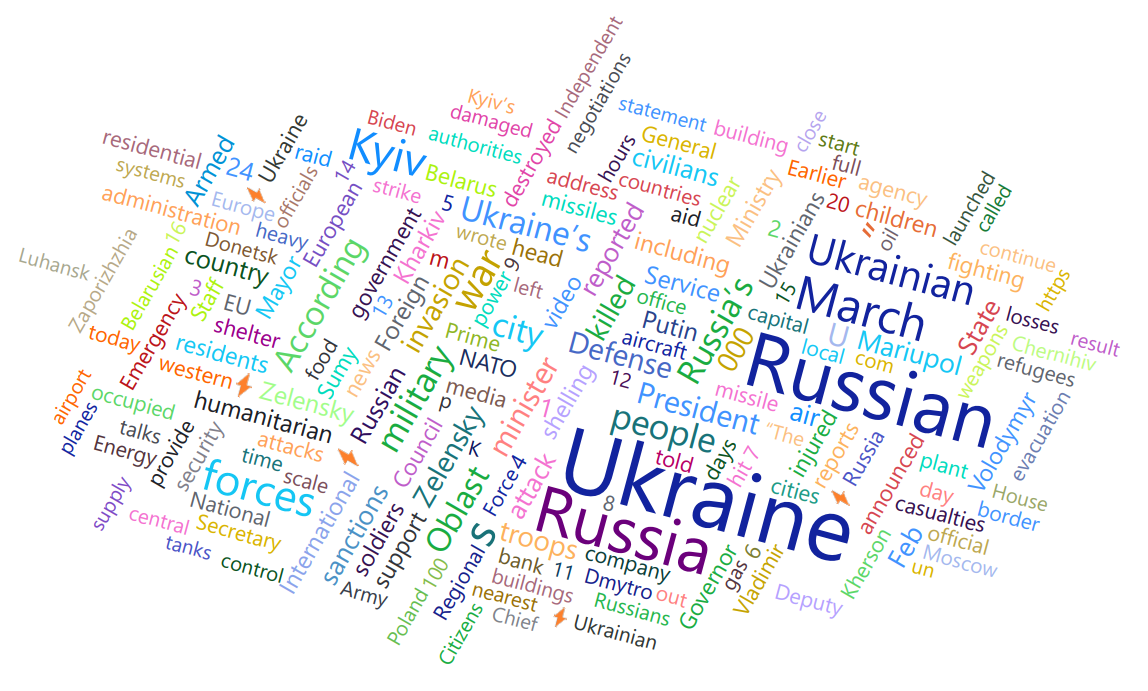 Kyiv's
Biden
damaged
authorities
destroyed
Independent
negotiations
statement
building
close
start
full
hours
General
civilians
residential
systems
Armed
24
⚡ Ukraine
raid
officials
European
14
Kyiv
strike
Belarus
5
missiles
address
countries
aid
nuclear
Ministry
Earlier
agency
20
children
"
oil
launched
called
administration
Europe
heavy
Donetsk
Luhansk
Zaporizhzhia
Belarusian
16
country
3
Staff
EU
Mayor
According
government
Kharkiv
Ukraine's
wrote
head
m
invasion
war
9
power
left
video
reported
including
Service
killed
office
Putin
aircraft
Russia's
000
Ukrainians
2
15
capital
Ukrainian
March
U
Mariupol
local
com
fighting
continue
https
State
losses
result
weapons
Chernihiv
refugees
today
Emergency
shelter
residents
western
food
Sumy
13
news
Foreign
city
Prime
NATO
media
minister
1
Defense
12
shelling
President
missile
air
"The
Russian
Volodymyr
evacuation
airport
planes
occupied
talks
Energy
provide
security
⚡
Zelensky
humanitarian
attacks
time
scale
⚡
Russian
military
P
K
Council
Zelensky
people
told
days
hit
7
injured
reports
⚡ Russia
cities
announced
plant
day
House
casualties
border
supply
central
forces
National
Secretary
tanks
control
International
sanctions
soldiers
support
Army
Oblast
Force
4
attack
s
troops
Ukraine
Russia
8
company
bank
11
buildings
nearest
Chief
Poland
100
Regional
Citizens
Dmytro
out
Russians
⚡ Ukrainian
Governor
gas
6
Vladimir
Deputy
Kherson
Feb
official
Moscow
un